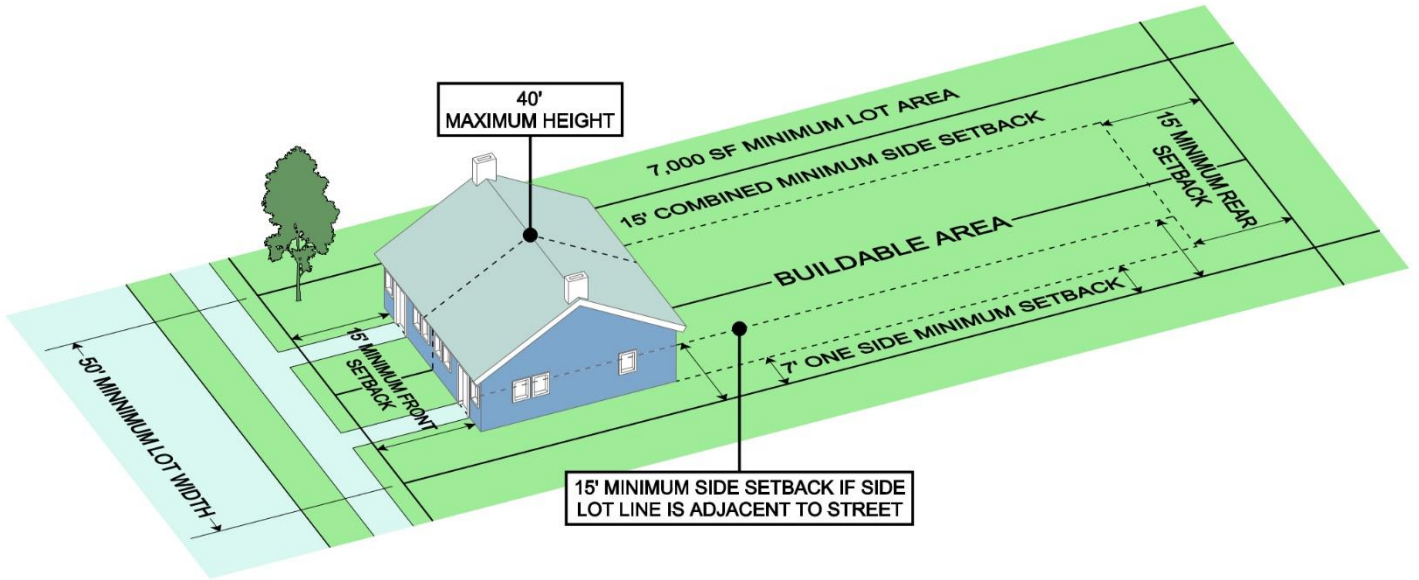 40'
MAXIMUM HEIGHT
7,000 SF MINIMUM LOT AREA
15' COMBINED MINIMUM SIDE SETBACK
15' MINIMUM REAR
SETBACK
BUILDABLE AREA
7' ONE SIDE MINIMUM SETBACK
15' MINIMUM FRONT
SETBACK
50' MINNIMUM LOT WIDTH
15' MINIMUM SIDE SETBACK IF SIDE
LOT LINE IS ADJACENT TO STREET